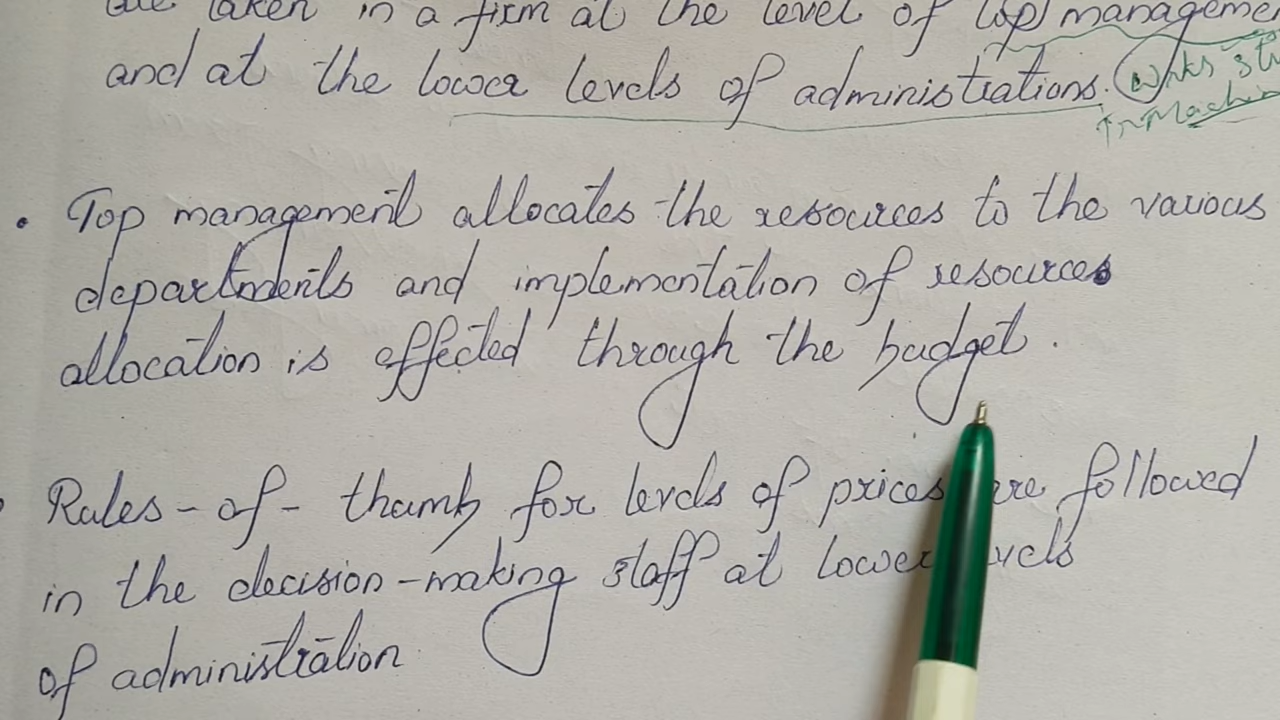 are taken in a firm at the level of top management
and at the lower levels of administrations.
works
Top management allocates the resources to the various
departments and implementation of resources
allocation is effected through the budget.
Rules-of-thumb for levels of prices are followed
in the decision-making staff at lower levels
of administration